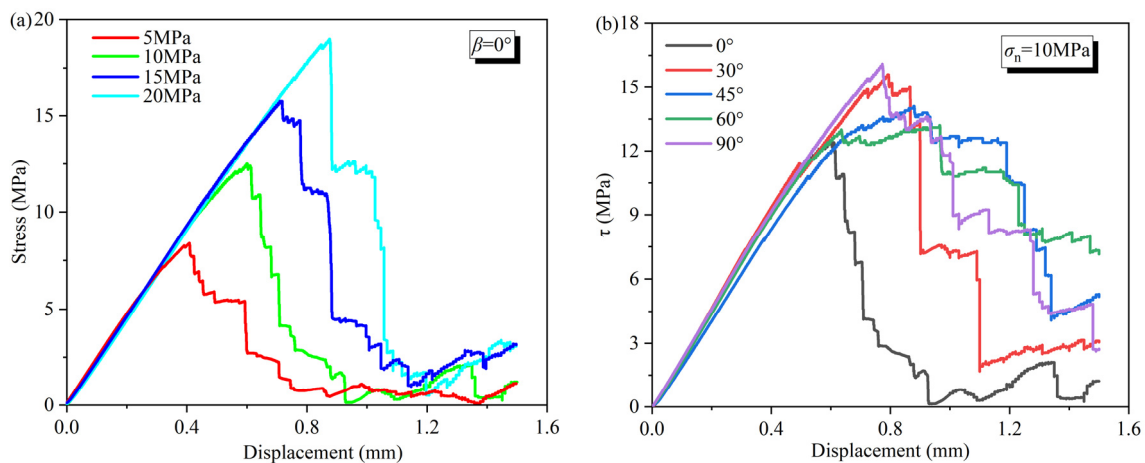 (a)
20
15
10
5
0
Stress (MPa)
5MPa
10MPa
15MPa
20MPa
β=0°
0.0 0.4 0.8 1.2 1.6
Displacement (mm)
(b)
18
15
12
9
6
3
0
τ (MPa)
0°
30°
45°
60°
90°
σn=10MPa
0.0 0.4 0.8 1.2 1.6
Displacement (mm)